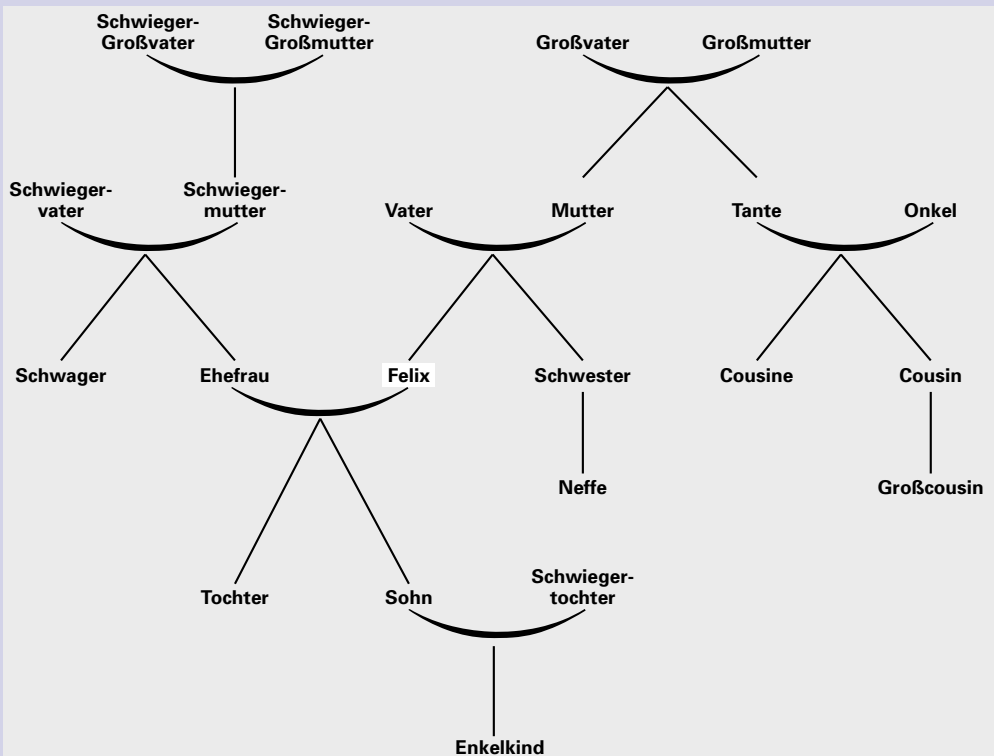 Schwieger-
Großvater
Schwieger-
Großmutter
Großvater
Großmutter
Schwieger-
vater
Schwieger-
mutter
Vater
Mutter
Tante
Onkel
Schwager
Ehefrau
Felix
Schwester
Cousine
Cousin
Neffe
Großcousin
Tochter
Sohn
Schwieger-
tochter
Enkelkind